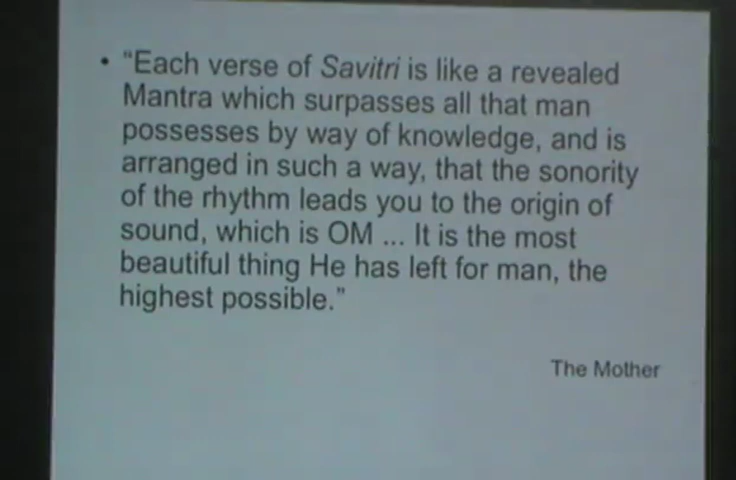 • "Each verse of Savitri is like a revealed
Mantra which surpasses all that man
possesses by way of knowledge, and is
arranged in such a way, that the sonority
of the rhythm leads you to the origin of
sound, which is OM ... It is the most
beautiful thing He has left for man, the
highest possible."
The Mother